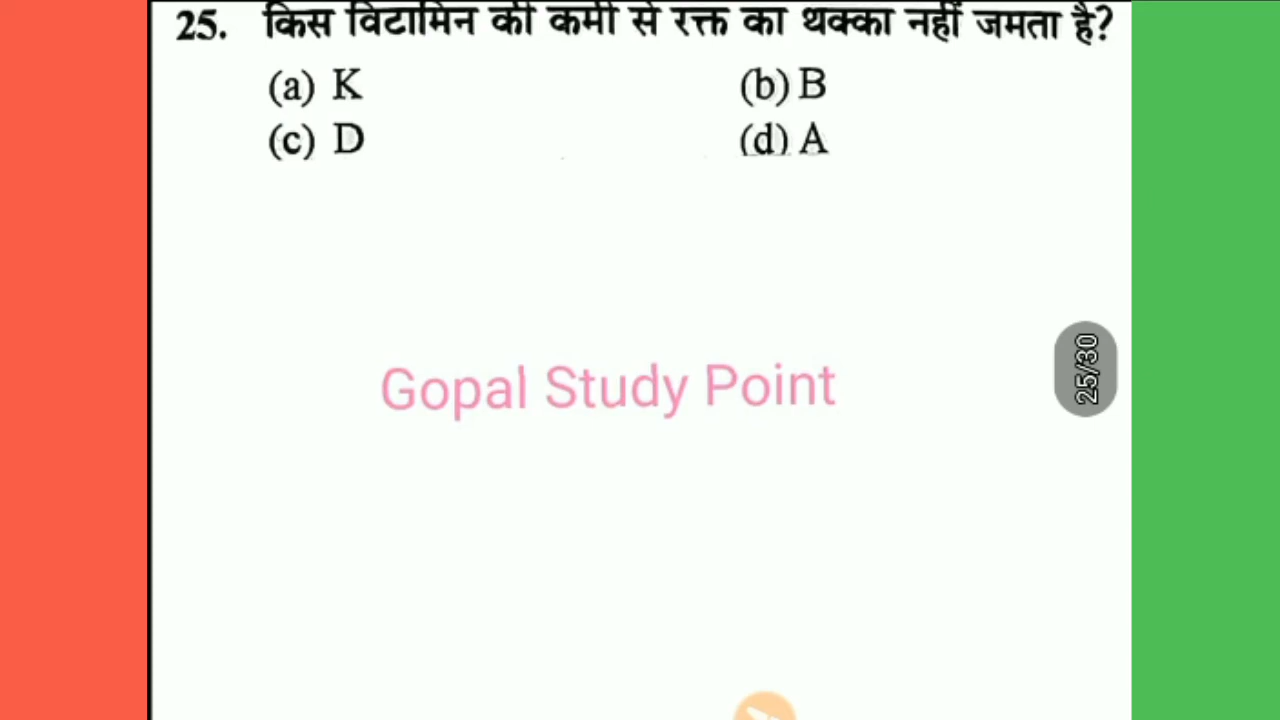 25. किस विटामिन की कमी से रक्त का थक्का नहीं जमता है?
(a) K (b) B
(c) D (d) A
Gopal Study Point
25/30